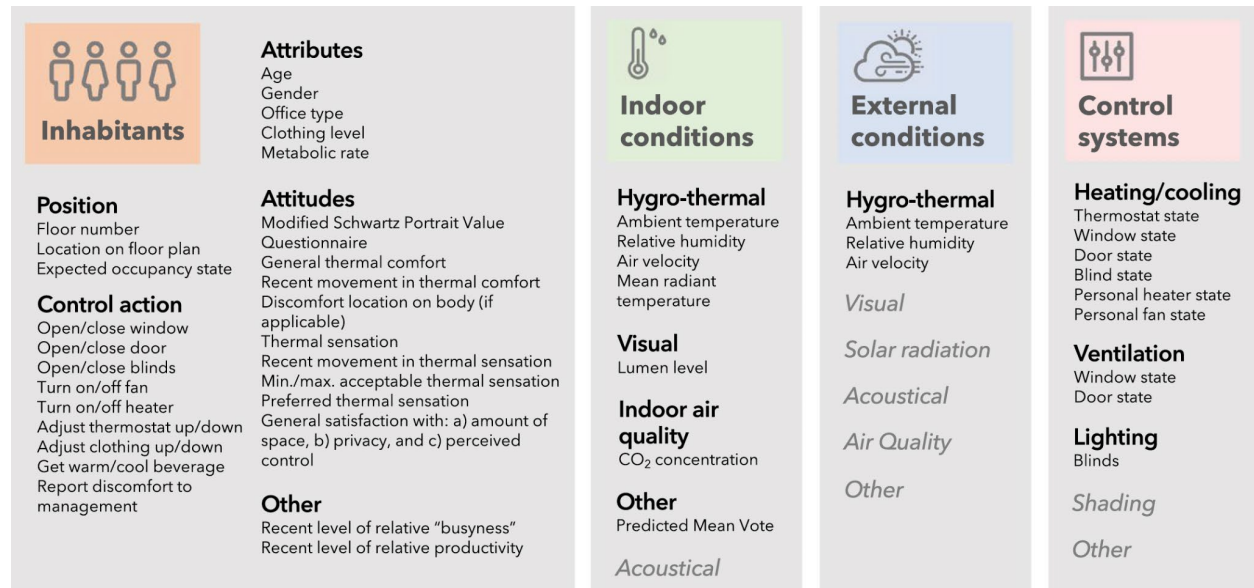 Inhabitants
Position
Floor number
Location on floor plan
Expected occupancy state
Control action
Open/close window
Open/close door
Open/close blinds
Turn on/off fan
Turn on/off heater
Adjust thermostat up/down
Adjust clothing up/down
Get warm/cool beverage
Report discomfort to
management
Attributes
Age
Gender
Office type
Clothing level
Metabolic rate
Attitudes
Modified Schwartz Portrait Value
Questionnaire
General thermal comfort
Recent movement in thermal comfort
Discomfort location on body (if
applicable)
Thermal sensation
Recent movement in thermal sensation
Min./max. acceptable thermal sensation
Preferred thermal sensation
General satisfaction with: a) amount of
space, b) privacy, and c) perceived
control
Other
Recent level of relative “busyness”
Recent level of relative productivity
Indoor
conditions
Hygro-thermal
Ambient temperature
Relative humidity
Air velocity
Mean radiant
temperature
Visual
Lumen level
Indoor air
quality
CO₂ concentration
Other
Predicted Mean Vote
Acoustical
External
conditions
Hygro-thermal
Ambient temperature
Relative humidity
Air velocity
Visual
Solar radiation
Acoustical
Air Quality
Other
Control
systems
Heating/cooling
Thermostat state
Window state
Door state
Blind state
Personal heater state
Personal fan state
Ventilation
Window state
Door state
Lighting
Blinds
Shading
Other